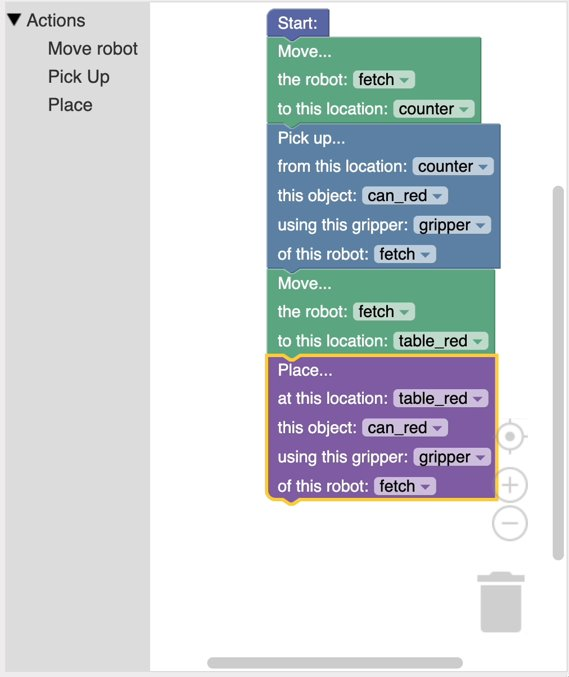 Actions
Move robot
Pick Up
Place
Start:
Move...
the robot: fetch
to this location: counter
Pick up...
from this location: counter
this object: can_red
using this gripper: gripper
of this robot: fetch
Move...
the robot: fetch
to this location: table_red
Place...
at this location: table_red
this object: can_red
using this gripper: gripper
of this robot: fetch